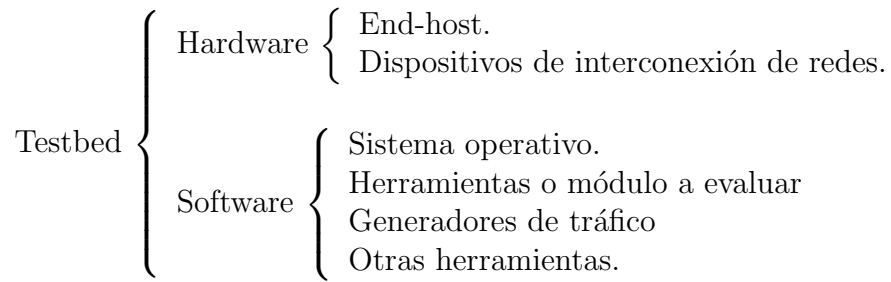 Testbed
Hardware
End-host.
Dispositivos de interconexión de redes.
Software
Sistema operativo.
Herramientas o módulo a evaluar
Generadores de tráfico
Otras herramientas.